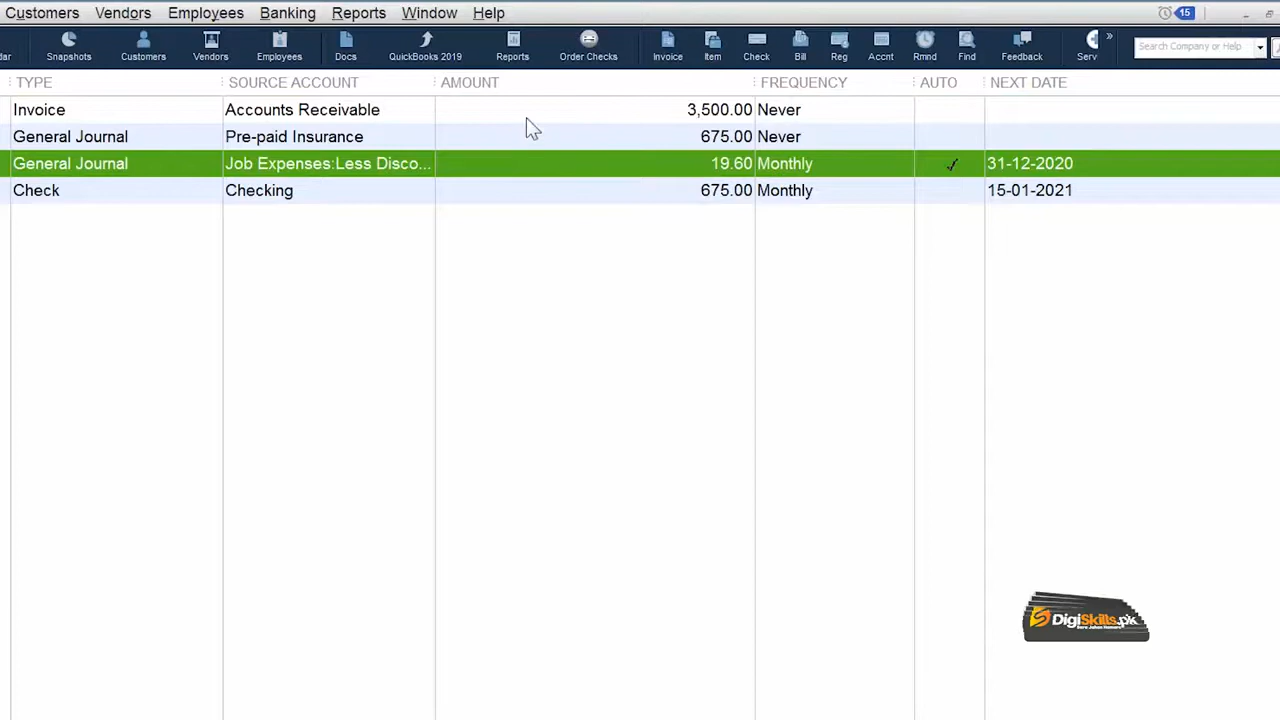 Customers Vendors Employees Banking Reports Window Help 15
dar Snapshots Customers Vendors Employees Docs QuickBooks 2019 Reports Order Checks Invoice Item Check Bill Reg Accnt Rmnd Find Feedback Serv » Search Company or Help
TYPE SOURCE ACCOUNT AMOUNT FREQUENCY AUTO NEXT DATE
Invoice Accounts Receivable 3,500.00 Never
General Journal Pre-paid Insurance 675.00 Never
General Journal Job Expenses:Less Disco... 19.60 Monthly ✓ 31-12-2020
Check Checking 675.00 Monthly 15-01-2021
DigiSkills.pk